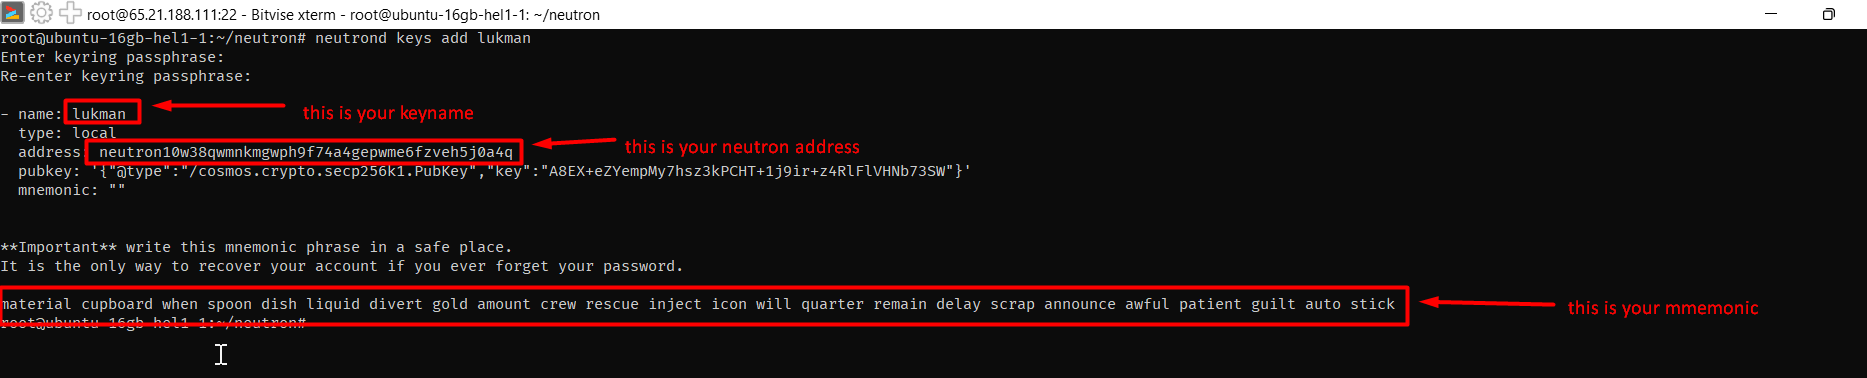 root@65.21.188.111:22 - Bitvise xterm - root@ubuntu-16gb-hel1-1: ~/neutron
root@ubuntu-16gb-hel1-1:~/neutron# neutrond keys add lukman
Enter keyring passphrase:
Re-enter keyring passphrase:
- name: lukman this is your keyname
type: local
address: neutron10w38qwmnkmgwph9f74a4gepwme6fzveh5j0a4q this is your neutron address
pubkey: '{"@type":"/cosmos.crypto.secp256k1.PubKey","key":"A8EX+eZYempMy7hsz3kPCHT+1j9ir+z4RlFlVHNb73SW"}'
mnemonic: ""
**Important** write this mnemonic phrase in a safe place.
It is the only way to recover your account if you ever forget your password.
material cupboard when spoon dish liquid divert gold amount crew rescue inject icon will quarter remain delay scrap announce awful patient guilt auto stick this is your mmemonic
root@ubuntu-16gb-hel1-1:~/neutron#